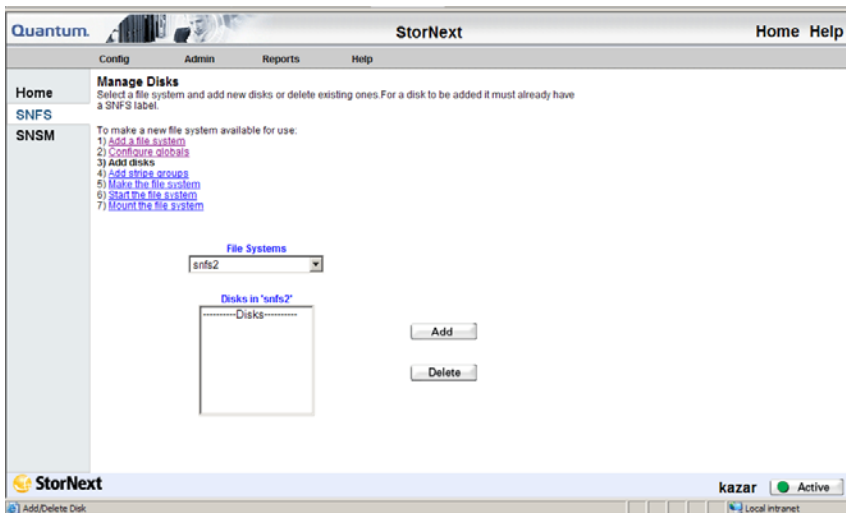 Quantum.
StorNext
Home Help
Config Admin Reports Help
Home
SNFS
SNSM
Manage Disks
Select a file system and add new disks or delete existing ones.For a disk to be added it must already have
a SNFS label.
To make a new file system available for use:
1) Add a file system
2) Configure globals
3) Add disks
4) Add stripe groups
5) Make the file system
6) Start the file system
7) Mount the file system
File Systems
snfs2
Disks in 'snfs2'
----------Disks----------
Add
Delete
StorNext
kazar Active
Add/Delete Disk
Local intranet